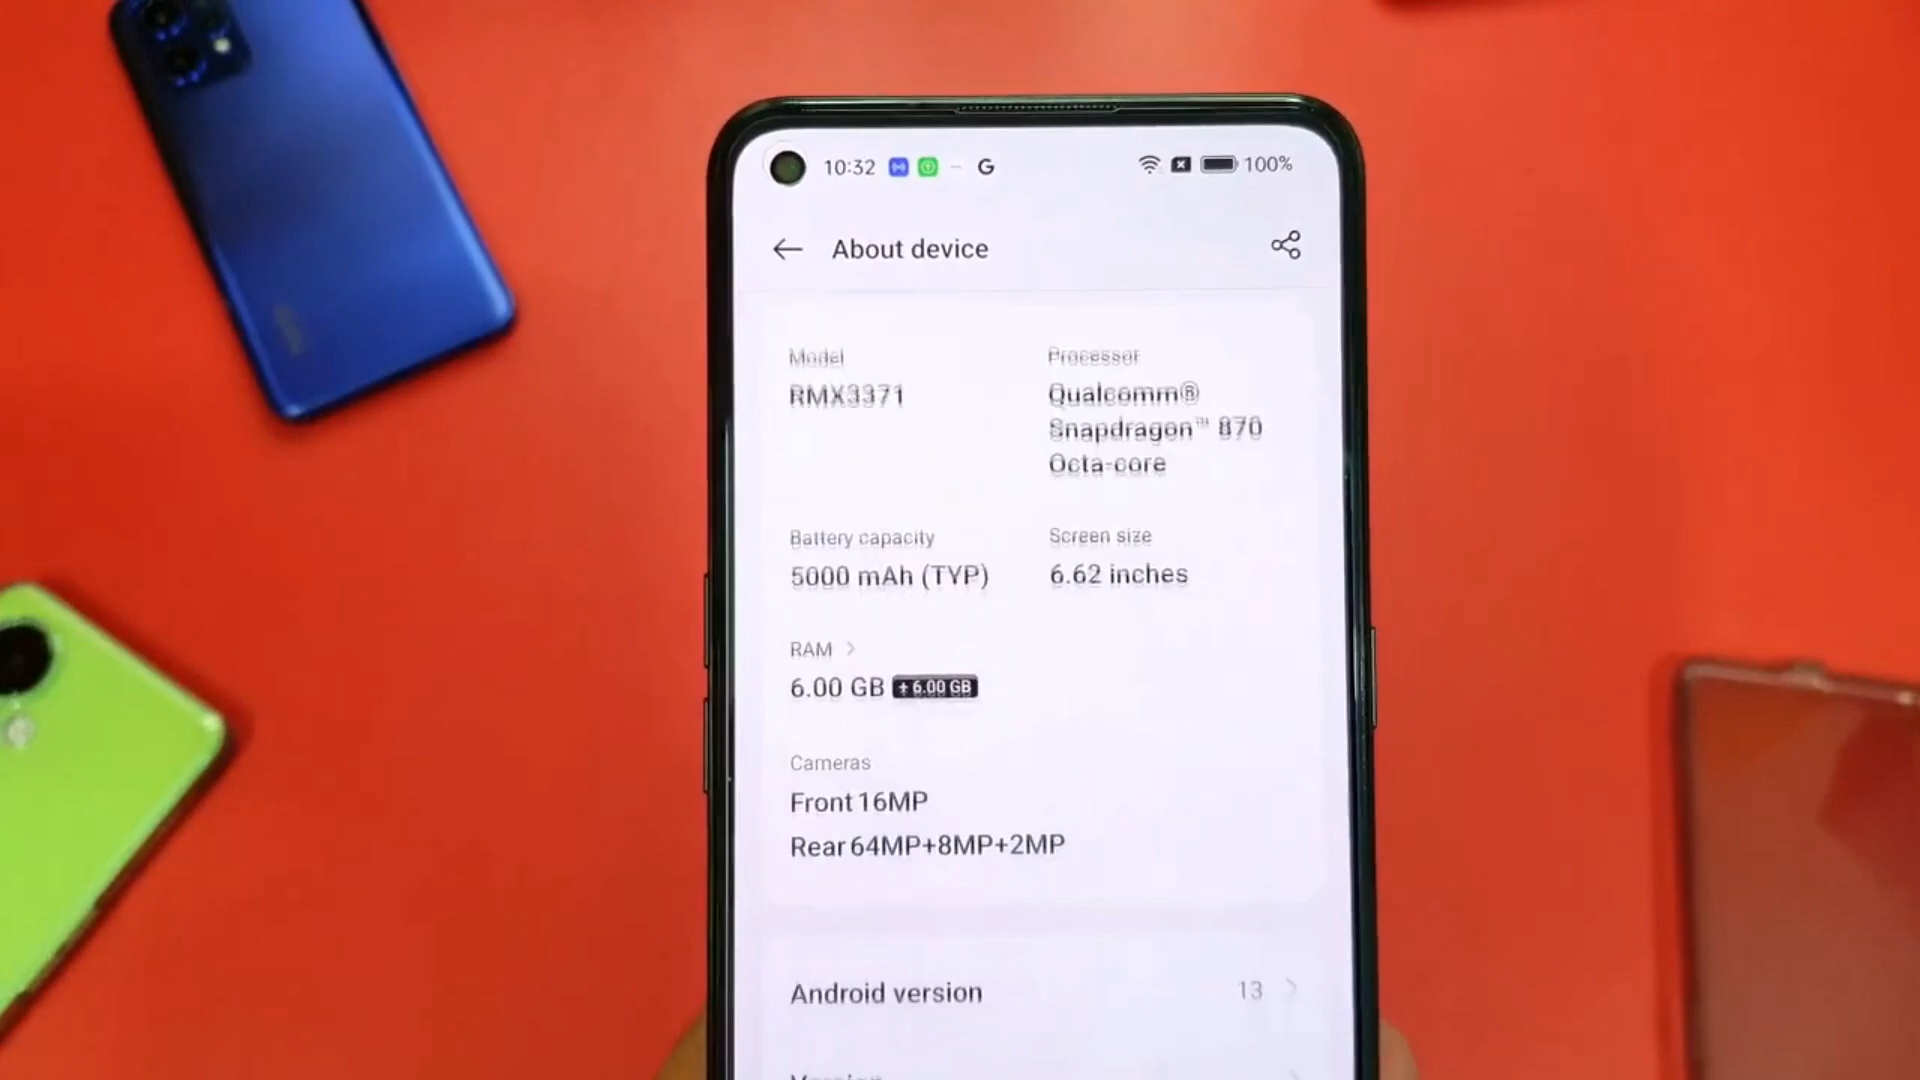 10:32 G 100%
About device
Model
RMX3371
Processor
Qualcomm®
Snapdragon™ 870
Octa-core
Battery capacity
5000 mAh (TYP)
Screen size
6.62 inches
RAM
6.00 GB + 6.00 GB
Cameras
Front 16MP
Rear 64MP+8MP+2MP
Android version 13